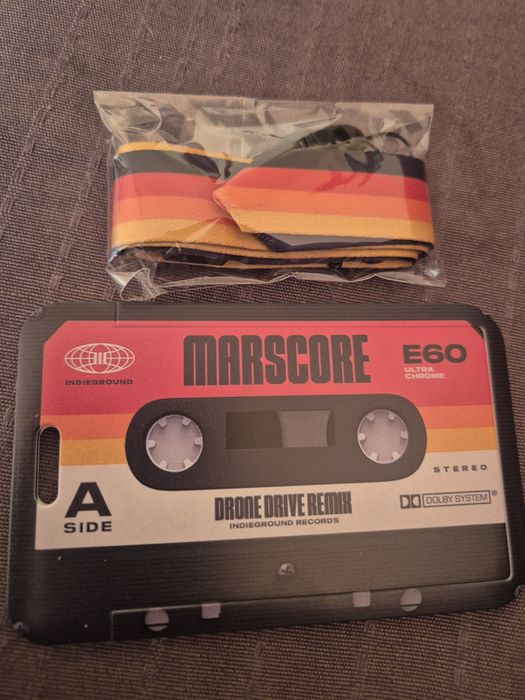 INDIEGROUND
MARSCORE
E60
ULTRA
CHROME
STEREO
A
SIDE
DRONE DRIVE REMIX
INDIEGROUND RECORDS
DOLBY SYSTEM®